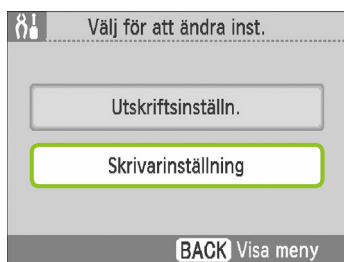 Välj för att ändra inst.
Utskriftsinställn.
Skrivarinställning
BACK Visa meny